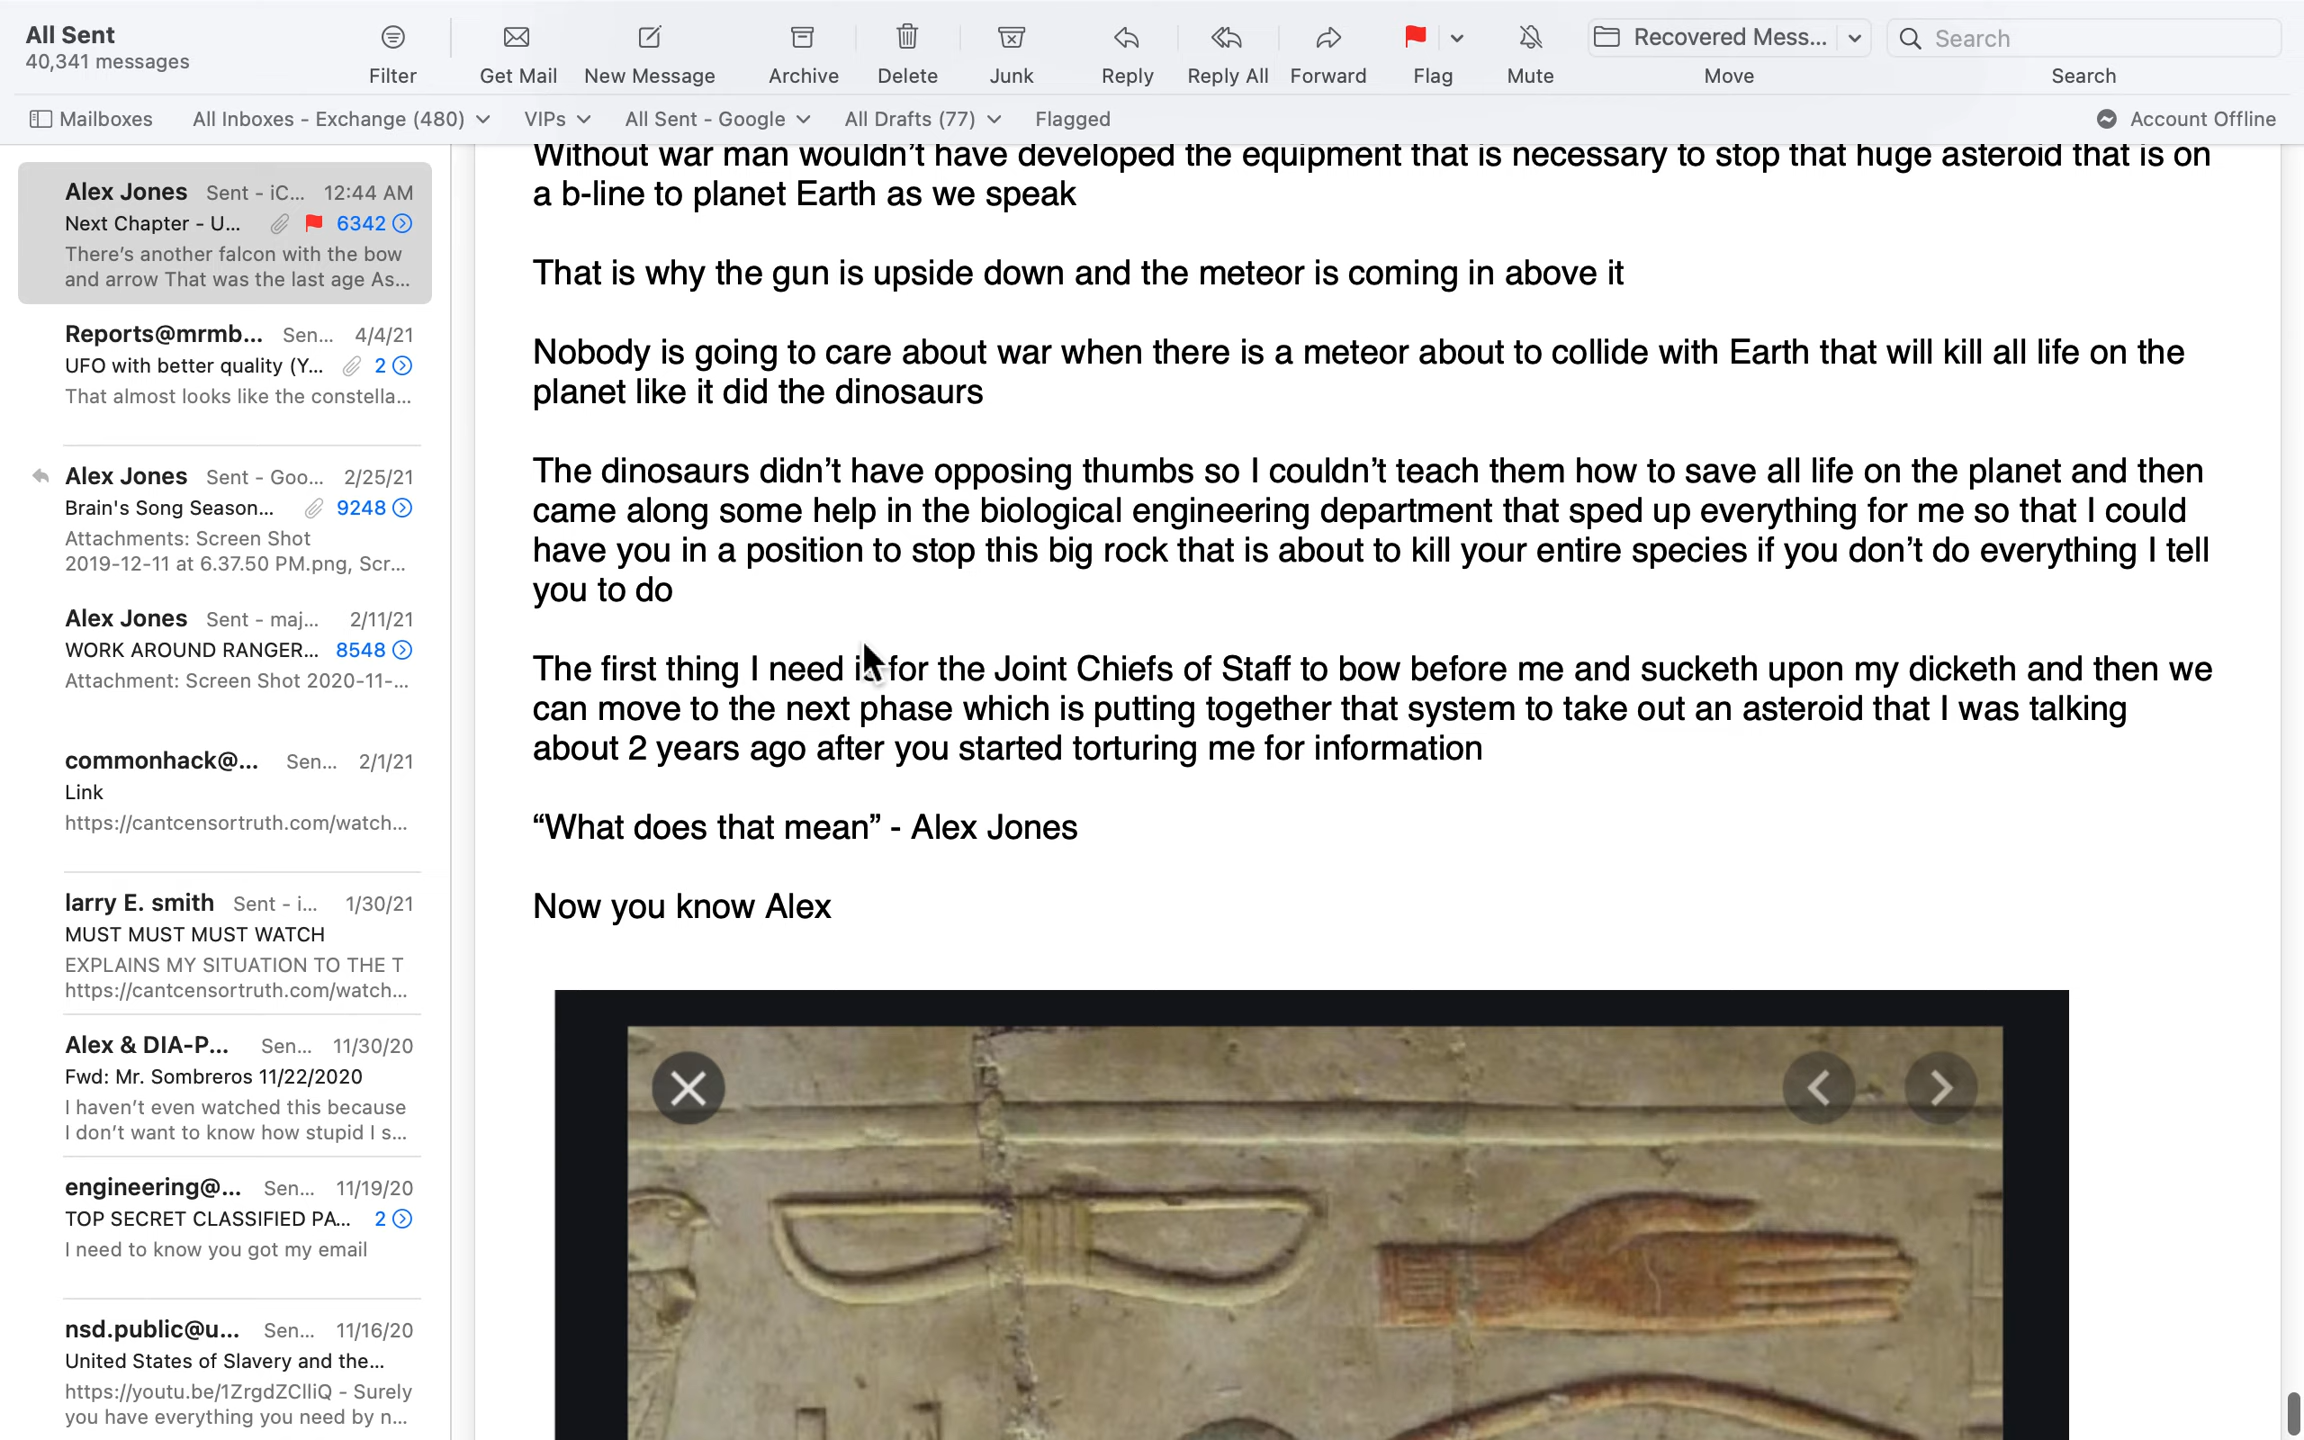 All Sent
40,341 messages
Filter
Get Mail
New Message
Archive
Delete
Junk
Reply
Reply All
Forward
Flag
Mute
Recovered Mess...
Move
Search
Search
Mailboxes
All Inboxes - Exchange (480)
VIPs
All Sent - Google
All Drafts (77)
Flagged
Account Offline
Alex Jones Sent - iC... 12:44 AM
Next Chapter - U... 6342
There's another falcon with the bow
and arrow That was the last age As...
Reports@mrmb... Sen... 4/4/21
UFO with better quality (Y... 2
That almost looks like the constella...
Alex Jones Sent - Goo... 2/25/21
Brain's Song Season... 9248
Attachments: Screen Shot
2019-12-11 at 6.37.50 PM.png, Scr...
Alex Jones Sent - maj... 2/11/21
WORK AROUND RANGER... 8548
Attachment: Screen Shot 2020-11-...
commonhack@... Sen... 2/1/21
Link
https://cantcensortruth.com/watch...
larry E. smith Sent - i... 1/30/21
MUST MUST MUST WATCH
EXPLAINS MY SITUATION TO THE T
https://cantcensortruth.com/watch...
Alex & DIA-P... Sen... 11/30/20
Fwd: Mr. Sombreros 11/22/2020
I haven't even watched this because
I don't want to know how stupid I s...
engineering@... Sen... 11/19/20
TOP SECRET CLASSIFIED PA... 2
I need to know you got my email
nsd.public@u... Sen... 11/16/20
United States of Slavery and the...
https://youtu.be/1ZrgdZClliQ - Surely
you have everything you need by n...
Without war man wouldn't have developed the equipment that is necessary to stop that huge asteroid that is on
a b-line to planet Earth as we speak
That is why the gun is upside down and the meteor is coming in above it
Nobody is going to care about war when there is a meteor about to collide with Earth that will kill all life on the
planet like it did the dinosaurs
The dinosaurs didn't have opposing thumbs so I couldn't teach them how to save all life on the planet and then
came along some help in the biological engineering department that sped up everything for me so that I could
have you in a position to stop this big rock that is about to kill your entire species if you don't do everything I tell
you to do
The first thing I need is for the Joint Chiefs of Staff to bow before me and sucketh upon my dicketh and then we
can move to the next phase which is putting together that system to take out an asteroid that I was talking
about 2 years ago after you started torturing me for information
“What does that mean” - Alex Jones
Now you know Alex